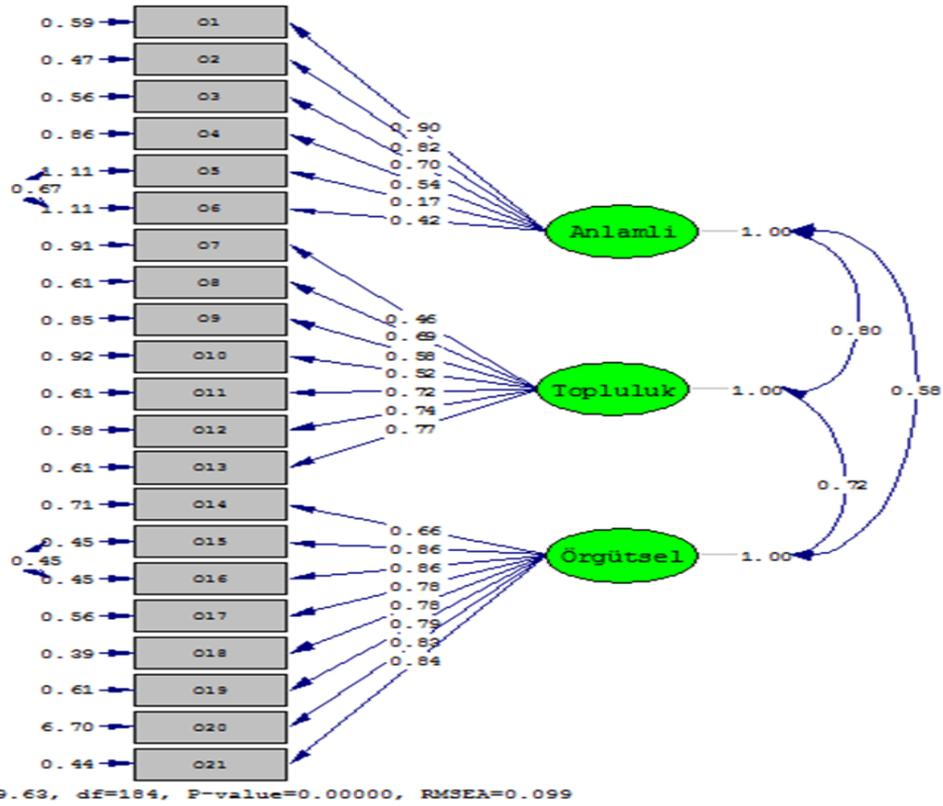 0.59 O1
0.47 O2
0.56 O3
0.86 O4
1.11 O5
0.67
1.11 O6
0.91 O7
0.61 O8
0.85 O9
0.92 O10
0.61 O11
0.58 O12
0.61 O13
0.71 O14
0.45 O15
0.45
0.45 O16
0.56 O17
0.39 O18
0.61 O19
6.70 O20
0.44 O21
0.90
0.82
0.70
0.54
0.17
0.42
0.46
0.69
0.58
0.52
0.72
0.74
0.77
0.66
0.86
0.86
0.78
0.78
0.79
0.83
0.84
Anlamli 1.00
Topluluk 1.00
Örgütsel 1.00
0.80
0.58
0.72
9.63, df=184, P-value=0.00000, RMSEA=0.099